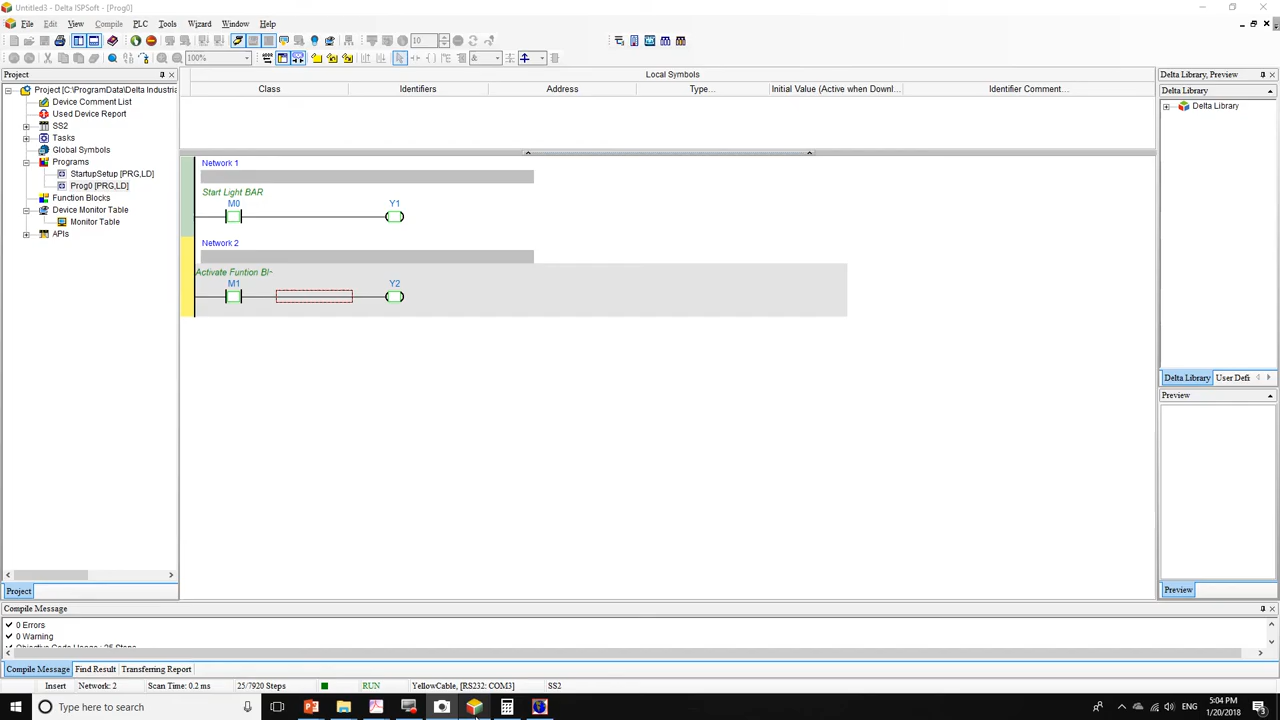 Untitled3 - Delta ISPSoft - [Prog0]
File Edit View Compile PLC Tools Wizard Window Help
10
100%
&
Project
Project [C:\ProgramData\Delta Industria
Device Comment List
Used Device Report
SS2
Tasks
Global Symbols
Programs
StartupSetup [PRG,LD]
Prog0 [PRG,LD]
Function Blocks
Device Monitor Table
Monitor Table
APIs
Project
Local Symbols
Class Identifiers Address Type... Initial Value (Active when Downl... Identifier Comment...
Network 1
Start Light BAR
M0 Y1
Network 2
Activate Funtion Bl~
M1 Y2
Delta Library, Preview
Delta Library
Delta Library
Delta Library User Defi
Preview
Preview
Compile Message
0 Errors
0 Warning
Compile Message Find Result Transferring Report
Insert Network: 2 Scan Time: 0.2 ms 25/7920 Steps RUN YellowCable, [RS232: COM3] SS2
Type here to search
ENG
5:04 PM
1/20/2018
3